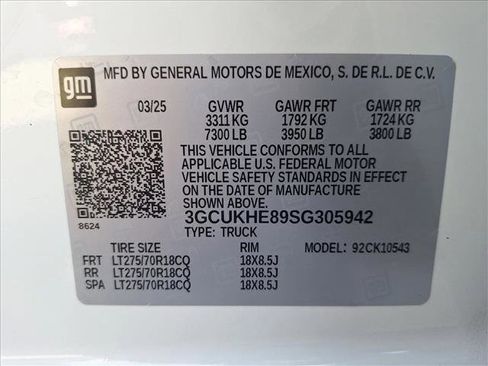 gm MFD BY GENERAL MOTORS DE MEXICO, S. DE R.L. DE C.V.
03/25 GVWR GAWR FRT GAWR RR
3311 KG 1792 KG 1724 KG
7300 LB 3950 LB 3800 LB
THIS VEHICLE CONFORMS TO ALL
APPLICABLE U.S. FEDERAL MOTOR
VEHICLE SAFETY STANDARDS IN EFFECT
ON THE DATE OF MANUFACTURE
SHOWN ABOVE.
3GCUKHE89SG305942
8624 TYPE: TRUCK
TIRE SIZE RIM MODEL: 92CK10543
FRT LT275/70R18CQ 18X8.5J
RR LT275/70R18CQ 18X8.5J
SPA LT275/70R18CQ 18X8.5J